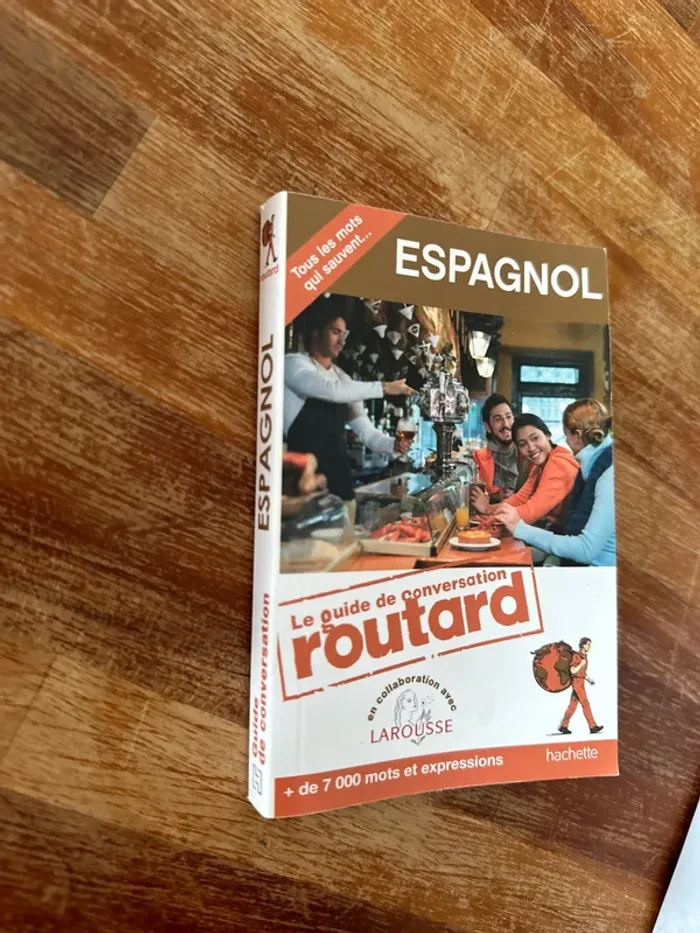 Tous les mots
qui sauvent...
ESPAGNOL
Le guide de conversation
routard
en collaboration avec
LAROUSSE
hachette
+ de 7 000 mots et expressions
routard
ESPAGNOL
Guide
de conversation